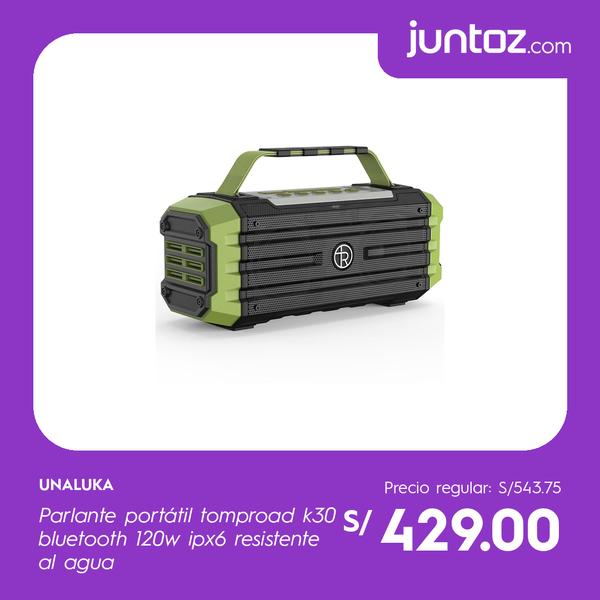 juntoz.com
TR
UNALUKA
Parlante portátil tomproad k30
bluetooth 120w ipx6 resistente
al agua
Precio regular: S/543.75
S/ 429.00